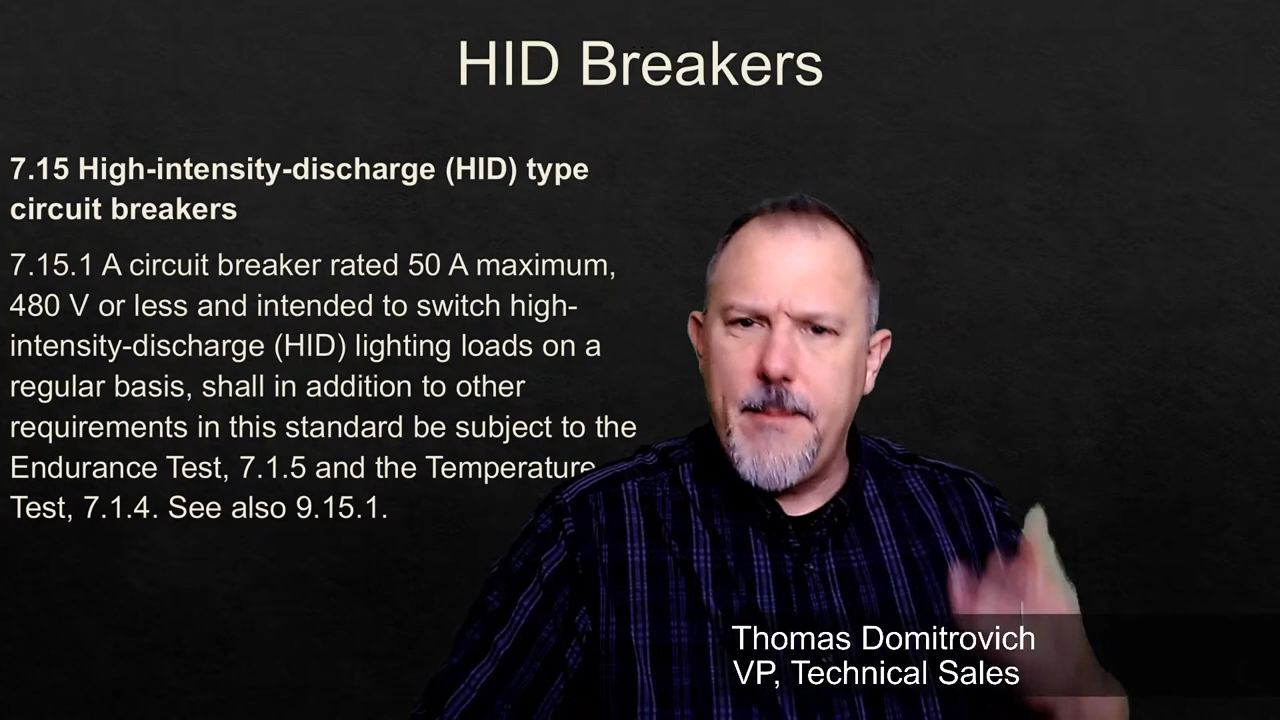 HID Breakers
7.15 High-intensity-discharge (HID) type
circuit breakers
7.15.1 A circuit breaker rated 50 A maximum,
480 V or less and intended to switch high-
intensity-discharge (HID) lighting loads on a
regular basis, shall in addition to other
requirements in this standard be subject to the
Endurance Test, 7.1.5 and the Temperature
Test, 7.1.4. See also 9.15.1.
Thomas Domitrovich
VP, Technical Sales